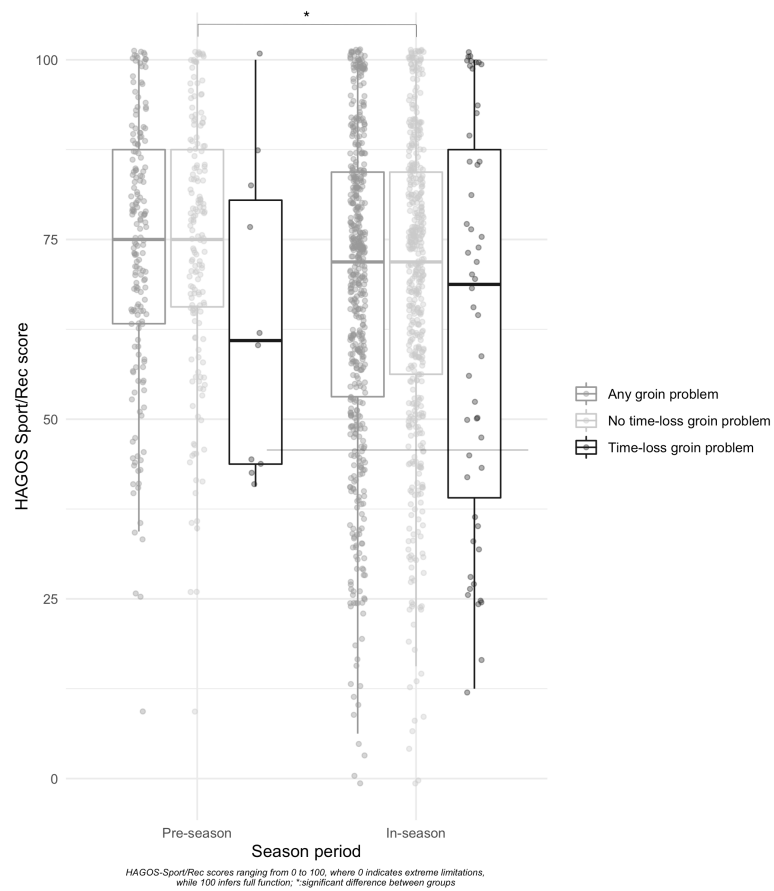 *
100
75
50
25
0
HAGOS Sport/Rec score
Any groin problem
No time-loss groin problem
Time-loss groin problem
Pre-season
In-season
Season period
HAGOS-Sport/Rec scores ranging from 0 to 100, where 0 indicates extreme limitations,
while 100 infers full function; *:significant difference between groups